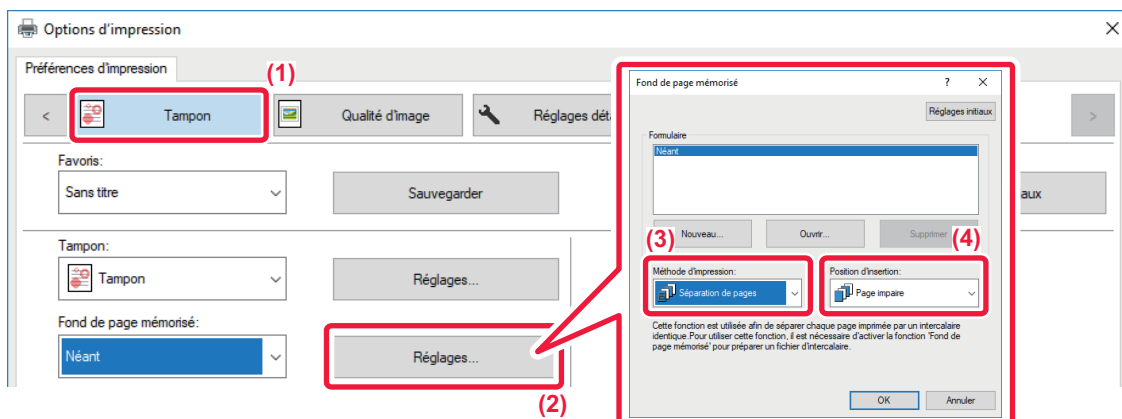 Options d'impression
Préférences d'impression
(1)
<
Tampon
Qualité d'image
Réglages dét
>
Favoris:
Sans titre
Sauvegarder
aux
Tampon:
Tampon
Réglages...
Fond de page mémorisé:
Néant
Réglages...
(2)
Fond de page mémorisé
?
Réglages initiaux
Formulaire
Néant
Nouveau...
Ouvrir...
Supprimer
(3)
(4)
Méthode d'impression:
Position d'insertion:
Séparation de pages
Page impaire
Cette fonction est utilisée afin de séparer chaque page imprimée par un intercalaire
identique.Pour utiliser cette fonction, il est nécessaire d'activer la fonction 'Fond de
page mémorisé' pour préparer un fichier d'intercalaire.
OK
Annuler